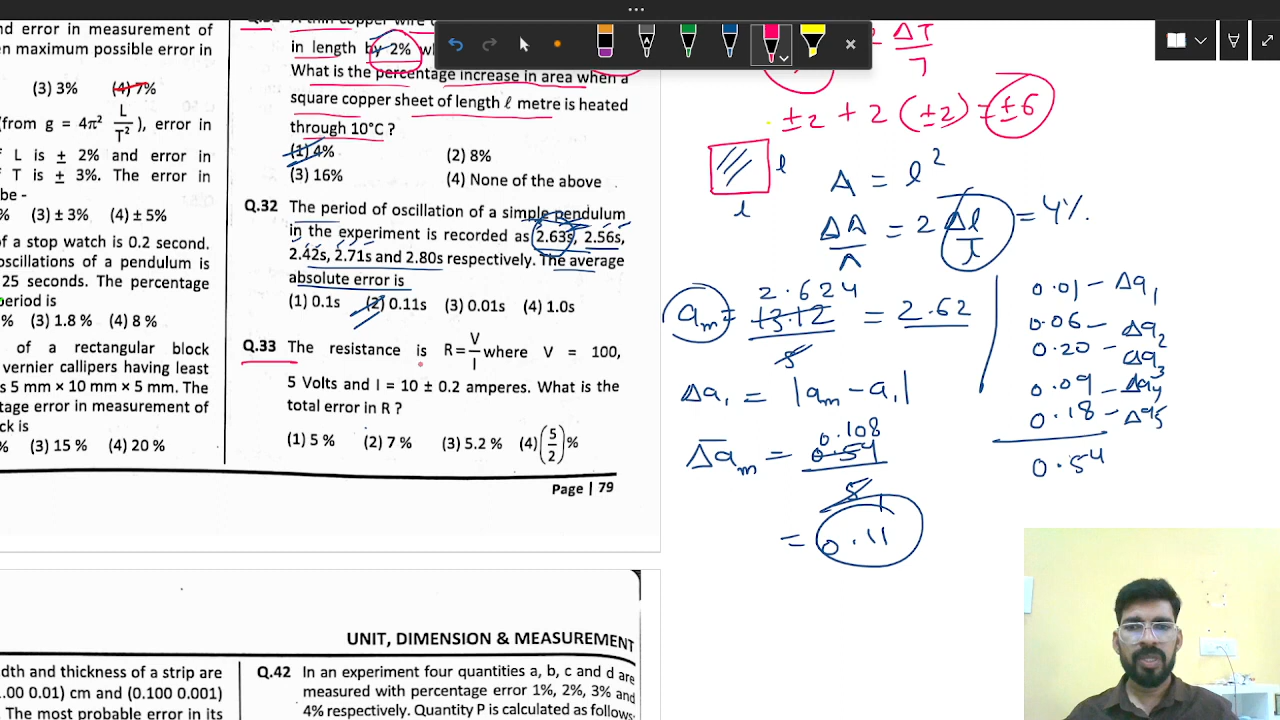 nd error in measurement of
n maximum possible error in
(3) 3% (4) 7%
(from g = 4π² L/T²), error in
L is ± 2% and error in
T is ± 3%. The error in
be -
% (3) ± 3% (4) ± 5%
of a stop watch is 0.2 second.
oscillations of a pendulum is
25 seconds. The percentage
period is
% (3) 1.8 % (4) 8 %
of a rectangular block
vernier callipers having least
s 5 mm × 10 mm × 5 mm. The
tage error in measurement of
ck is
% (3) 15 % (4) 20 %
in length by 2%
What is the percentage increase in area when a
square copper sheet of length ℓ metre is heated
through 10°C ?
(1) 4% (2) 8%
(3) 16% (4) None of the above
Q.32 The period of oscillation of a simple pendulum
in the experiment is recorded as 2.63s, 2.56s,
2.42s, 2.71s and 2.80s respectively. The average
absolute error is
(1) 0.1s (2) 0.11s (3) 0.01s (4) 1.0s
Q.33 The resistance is R = V/I where V = 100,
5 Volts and I = 10 ± 0.2 amperes. What is the
total error in R ?
(1) 5 % (2) 7 % (3) 5.2 % (4) (5/2)%
Page | 79
UNIT, DIMENSION & MEASUREMENT
dth and thickness of a strip are
.00 0.01) cm and (0.100 0.001)
The most probable error in its
Q.42 In an experiment four quantities a, b, c and d are
measured with percentage error 1%, 2%, 3% and
4% respectively. Quantity P is calculated as follows
2 ΔT/T
±2 + 2 (±2) = ±6
l
l
A = l²
ΔA/A = 2 Δl/l = 4%
2.624
am = 13.12/5 = 2.62
Δa1 = |am - a1|
0.108
Δam = 0.54/5
= 0.11
0.01 - Δa1
0.06 - Δa2
0.20 - Δa3
0.09 - Δa4
0.18 - Δa5
0.54